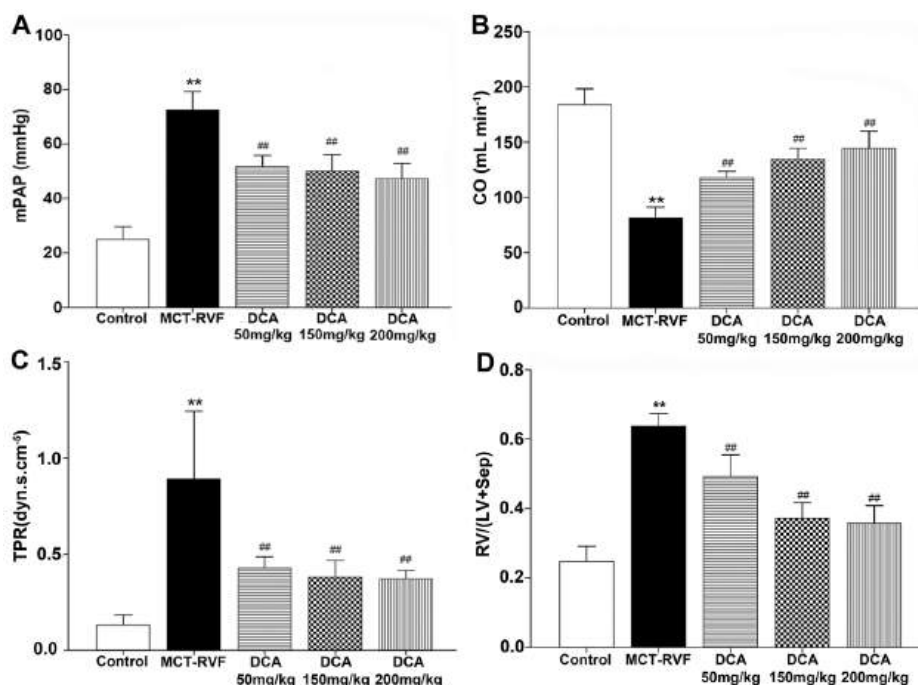 A
mPAP (mmHg)
100
80
60
40
20
0
**
##
##
##
Control
MCT-RVF
DCA
50mg/kg
DCA
150mg/kg
DCA
200mg/kg
B
CO (mL min⁻¹)
250
200
150
100
50
0
**
##
##
##
Control
MCT-RVF
DCA
50mg/kg
DCA
150mg/kg
DCA
200mg/kg
C
TPR(dyn.s.cm⁻⁵)
1.5
1.0
0.5
0.0
**
##
##
##
Control
MCT-RVF
DCA
50mg/kg
DCA
150mg/kg
DCA
200mg/kg
D
RV/(LV+Sep)
0.8
0.6
0.4
0.2
0.0
**
##
##
##
Control
MCT-RVF
DCA
50mg/kg
DCA
150mg/kg
DCA
200mg/kg